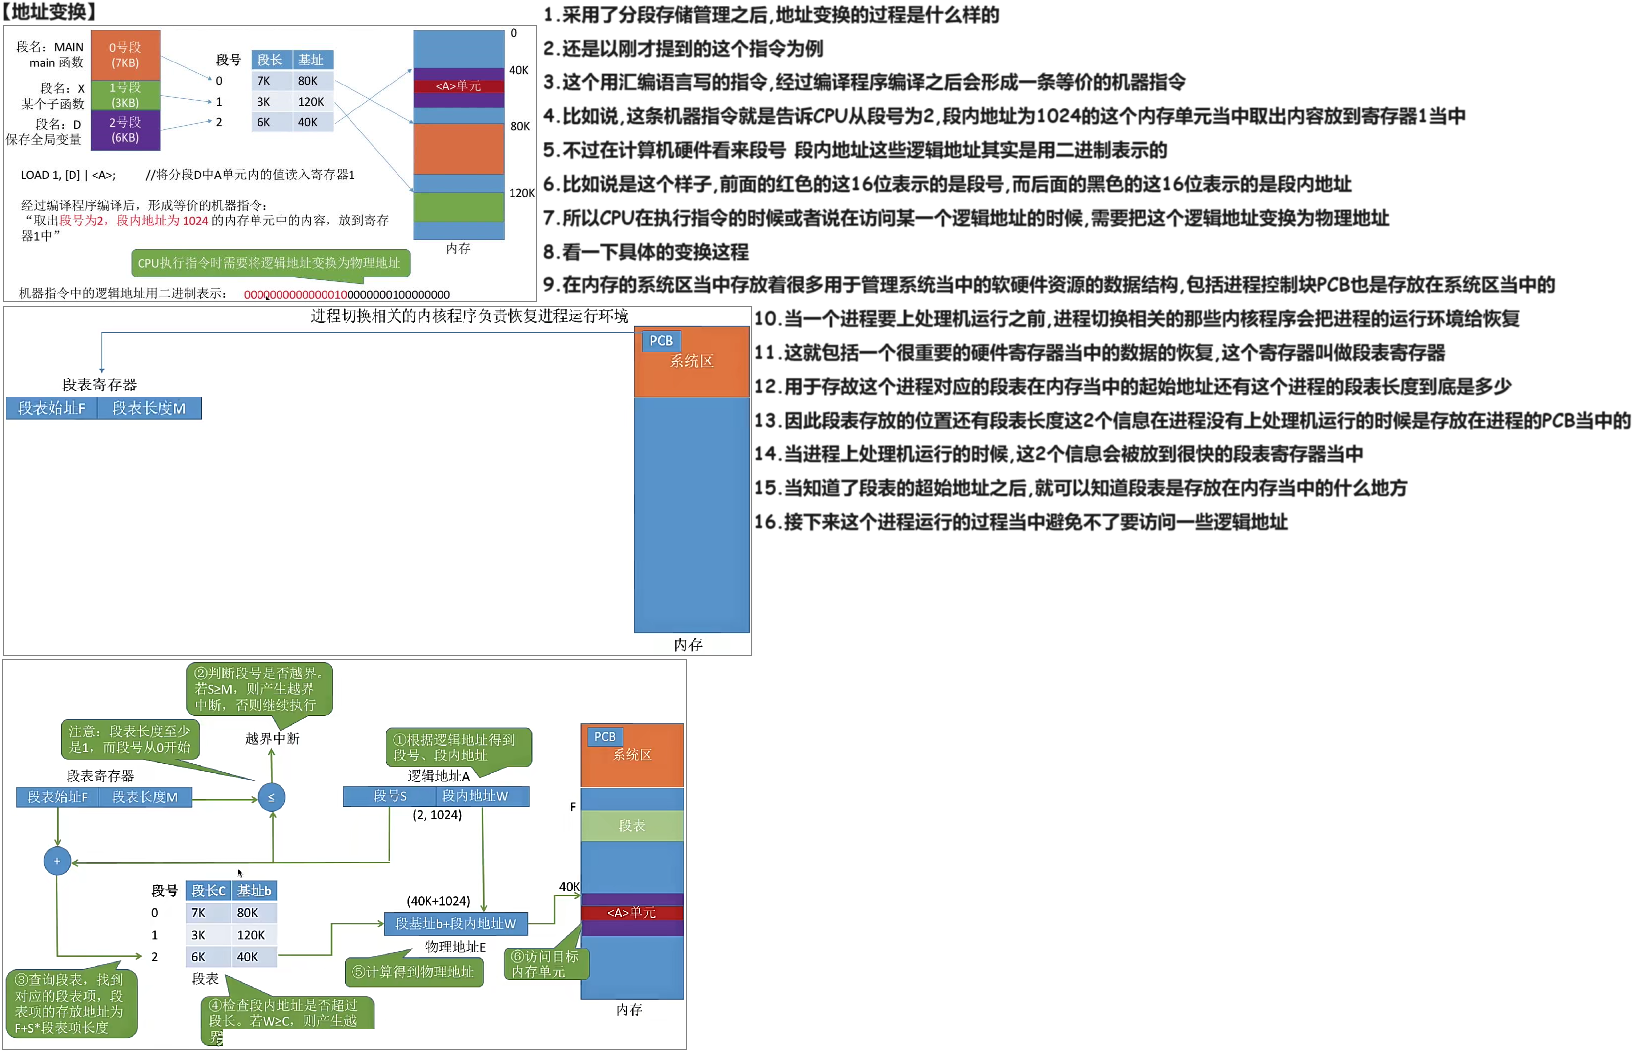 【地址变换】
段名：MAIN
main 函数
0号段
(7KB)
段名：X
某个子函数
1号段
(3KB)
段名：D
保存全局变量
2号段
(6KB)
段号 段长 基址
0 7K 80K
1 3K 120K
2 6K 40K
0
40K
<A>单元
80K
120K
内存
LOAD 1, [D] | <A>; //将分段D中A单元内的值读入寄存器1
经过编译程序编译后，形成等价的机器指令：
“取出段号为2，段内地址为 1024 的内存单元中的内容，放到寄存
器1中”
CPU执行指令时需要将逻辑地址变换为物理地址
机器指令中的逻辑地址用二进制表示： 00000000000000100000000100000000
1.采用了分段存储管理之后,地址变换的过程是什么样的
2.还是以刚才提到的这个指令为例
3.这个用汇编语言写的指令,经过编译程序编译之后会形成一条等价的机器指令
4.比如说,这条机器指令就是告诉CPU从段号为2,段内地址为1024的这个内存单元当中取出内容放到寄存器1当中
5.不过在计算机硬件看来段号 段内地址这些逻辑地址其实是用二进制表示的
6.比如说是这个样子,前面的红色的这16位表示的是段号,而后面的黑色的这16位表示的是段内地址
7.所以CPU在执行指令的时候或者说在访问某一个逻辑地址的时候,需要把这个逻辑地址变换为物理地址
8.看一下具体的变换这程
9.在内存的系统区当中存放着很多用于管理系统当中的软硬件资源的数据结构,包括进程控制块PCB也是存放在系统区当中的
10.当一个进程要上处理机运行之前,进程切换相关的那些内核程序会把进程的运行环境给恢复
11.这就包括一个很重要的硬件寄存器当中的数据的恢复,这个寄存器叫做段表寄存器
12.用于存故这个进程对应的段表在内存当中的起始地址还有这个进程的段表长度到底是多少
13.因此段表存放的位置还有段表长度这2个信息在进程没有上处理机运行的时候是存放在进程的PCB当中的
14.当进程上处理机运行的时候,这2个信息会被放到很快的段表寄存器当中
15.当知道了段表的超始地址之后,就可以知道段表是存放在内存当中的什么地方
16.接下来这个进程运行的过程当中避免不了要访问一些逻辑地址
进程切换相关的内核程序负责恢复进程运行环境
PCB
系统区
段表寄存器
段表始址F 段表长度M
内存
②判断段号是否越界。
若S≥M，则产生越界
中断，否则继续执行
注意：段表长度至少
是1，而段号从0开始
越界中断
①根据逻辑地址得到
段号、段内地址
段表寄存器
段表始址F 段表长度M
≤
逻辑地址A
段号S 段内地址W
(2, 1024)
+
段号 段长C 基址b
0 7K 80K
1 3K 120K
2 6K 40K
段表
(40K+1024)
段基址b+段内地址W
物理地址E
⑤计算得到物理地址
⑥访问目标
内存单元
③查询段表，找到
对应的段表项，段
表项的存放地址为
F+S*段表项长度
④检查段内地址是否超过
段长。若W≥C，则产生越
PCB
系统区
F
段表
40K
<A>单元
内存